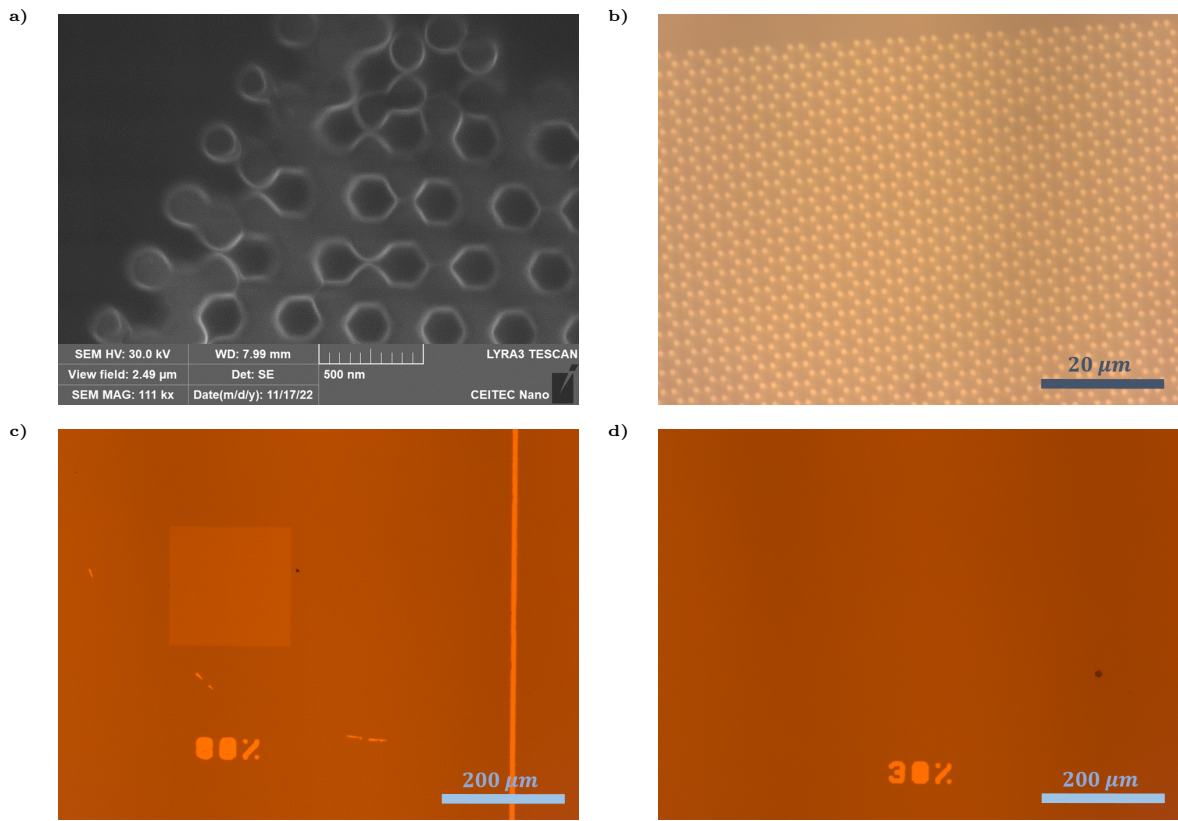 a)
b)
SEM HV: 30.0 kV
WD: 7.99 mm
LYRA3 TESCAN
View field: 2.49 µm
Det: SE
500 nm
SEM MAG: 111 kx
Date(m/d/y): 11/17/22
CEITEC Nano
20 µm
c)
d)
80%
200 µm
30%
200 µm